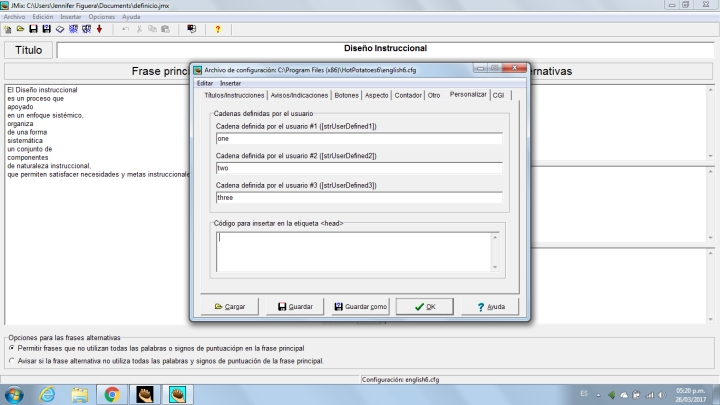 JMix: C:\Users\Jennifer Figuera\Documents\definicio.jmx
Archivo Edición Insertar Gestionar Opciones Ayuda
Título
Diseño Instruccional
Frase princ
ernativas
El Diseño instruccional
es un proceso que
apoyado
en un enfoque sistémico,
organiza
de una forma
sistemática
un conjunto de
componentes
de naturaleza instruccional,
que permiten satisfacer necesidades y metas instruccionale
Archivo de configuración: C:\Program Files (x86)\HotPotatoes6\english6.cfg
Editar Insertar
Títulos/Instrucciones Avisos/Indicaciones Botones Aspecto Contador Otro Personalizar CGI
Cadenas definidas por el usuario
Cadena definida por el usuario #1 ([strUserDefined1])
one
Cadena definida por el usuario #2 ([strUserDefined2])
two
Cadena definida por el usuario #3 ([strUserDefined3])
three
Código para insertar en la etiqueta <head>
Cargar Guardar Guardar como OK Ayuda
Opciones para las frases alternativas
Permitir frases que no utilizan todas las palabras o signos de puntuación en la frase principal
Avisar si la frase alternativa no utiliza todas las palabras y signos de puntuación de la frase principal.
Configuración: english6.cfg
ES
05:20 p.m.
26/03/2017